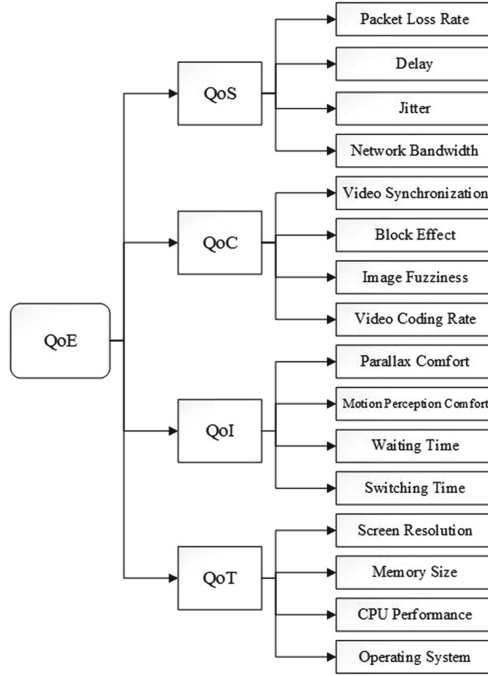 QoE
QoS
Packet Loss Rate
Delay
Jitter
Network Bandwidth
QoC
Video Synchronization
Block Effect
Image Fuzziness
Video Coding Rate
QoI
Parallax Comfort
Motion Perception Comfort
Waiting Time
Switching Time
QoT
Screen Resolution
Memory Size
CPU Performance
Operating System